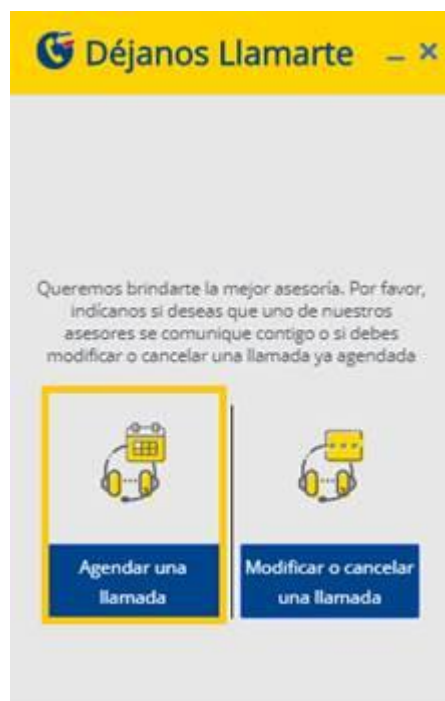 Déjanos Llamarte
Queremos brindarte la mejor asesoría. Por favor,
indícanos si deseas que uno de nuestros
asesores se comunique contigo o si debes
modificar o cancelar una llamada ya agendada
Agendar una
llamada
Modificar o cancelar
una llamada